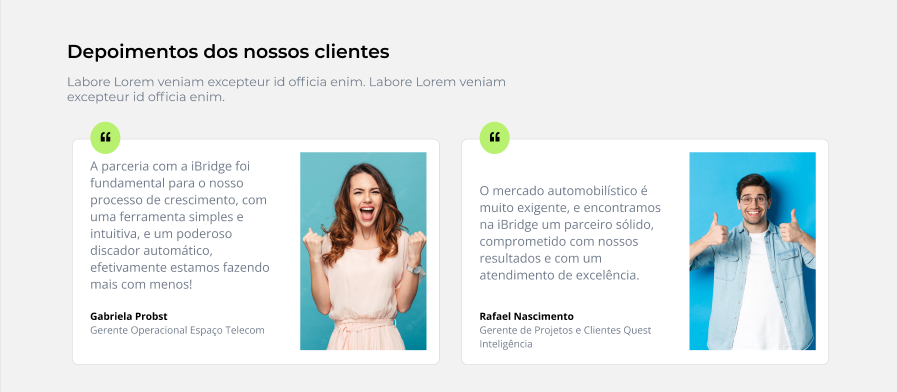 Depoimentos dos nossos clientes
Labore Lorem veniam excepteur id officia enim. Labore Lorem veniam
excepteur id officia enim.
“
A parceria com a iBridge foi
fundamental para o nosso
processo de crescimento, com
uma ferramenta simples e
intuitiva, e um poderoso
discador automático,
efetivamente estamos fazendo
mais com menos!
Gabriela Probst
Gerente Operacional Espaço Telecom
“
O mercado automobilístico é
muito exigente, e encontramos
na iBridge um parceiro sólido,
comprometido com nossos
resultados e com um
atendimento de excelência.
Rafael Nascimento
Gerente de Projetos e Clientes Quest
Inteligência